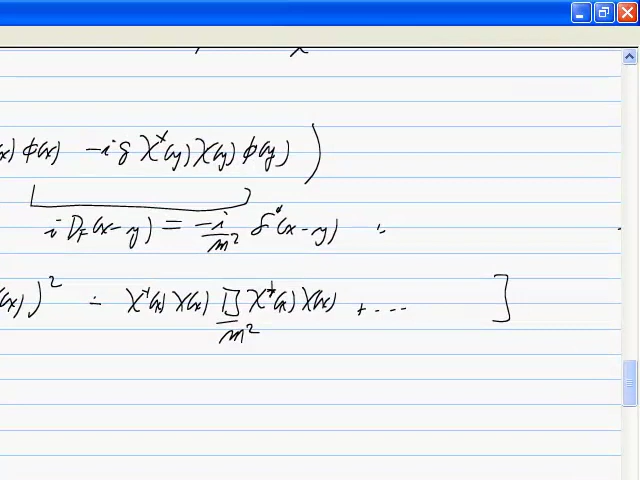 x) ϕ(x) -ig χ*(y) χ(y) ϕ(y) )
i D_F(x-y) = -i/m² δ⁴(x-y) ÷
(x) )² - χ*(x) χ(x) □/m² χ*(x) χ(x) + .... ]